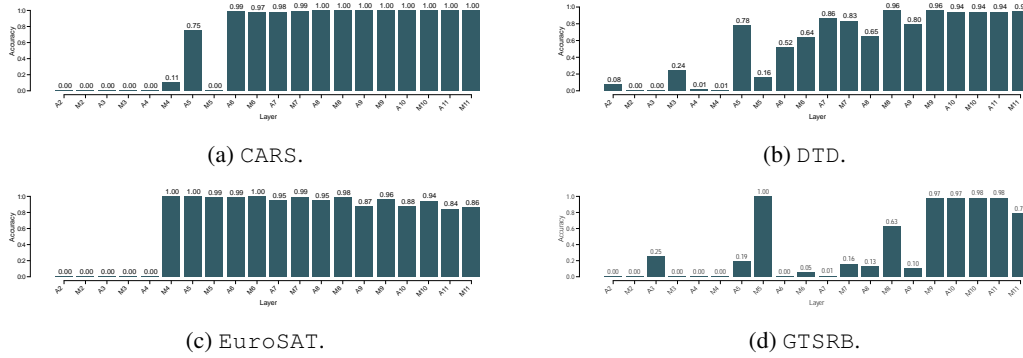 Accuracy
1.0
0.8
0.6
0.4
0.2
0.0
0.00 0.00 0.00 0.00 0.00 0.11 0.75 0.00 0.99 0.97 0.98 0.99 1.00 1.00 1.00 1.00 1.00 1.00 1.00 1.00
A2 M2 A3 M3 A4 M4 A5 M5 A6 M6 A7 M7 A8 M8 A9 M9 A10 M10 A11 M11
Layer
(a) CARS.
Accuracy
1.0
0.8
0.6
0.4
0.2
0.0
0.08 0.00 0.00 0.24 0.01 0.01 0.78 0.16 0.52 0.64 0.86 0.83 0.65 0.96 0.80 0.96 0.94 0.94 0.94
A2 M2 A3 M3 A4 M4 A5 M5 A6 M6 A7 M7 A8 M8 A9 M9 A10 M10 A11 M11
Layer
(b) DTD.
Accuracy
1.0
0.8
0.6
0.4
0.2
0.0
0.00 0.00 0.00 0.00 0.00 1.00 1.00 0.99 0.99 1.00 0.95 0.99 0.95 0.98 0.87 0.96 0.88 0.94 0.84 0.86
A2 M2 A3 M3 A4 M4 A5 M5 A6 M6 A7 M7 A8 M8 A9 M9 A10 M10 A11 M11
Layer
(c) EuroSAT.
Accuracy
1.0
0.8
0.6
0.4
0.2
0.0
0.00 0.00 0.25 0.00 0.00 0.00 0.19 1.00 0.00 0.05 0.01 0.16 0.13 0.63 0.10 0.97 0.97 0.98 0.98
A2 M2 A3 M3 A4 M4 A5 M5 A6 M6 A7 M7 A8 M8 A9 M9 A10 M10 A11 M11
Layer
(d) GTSRB.